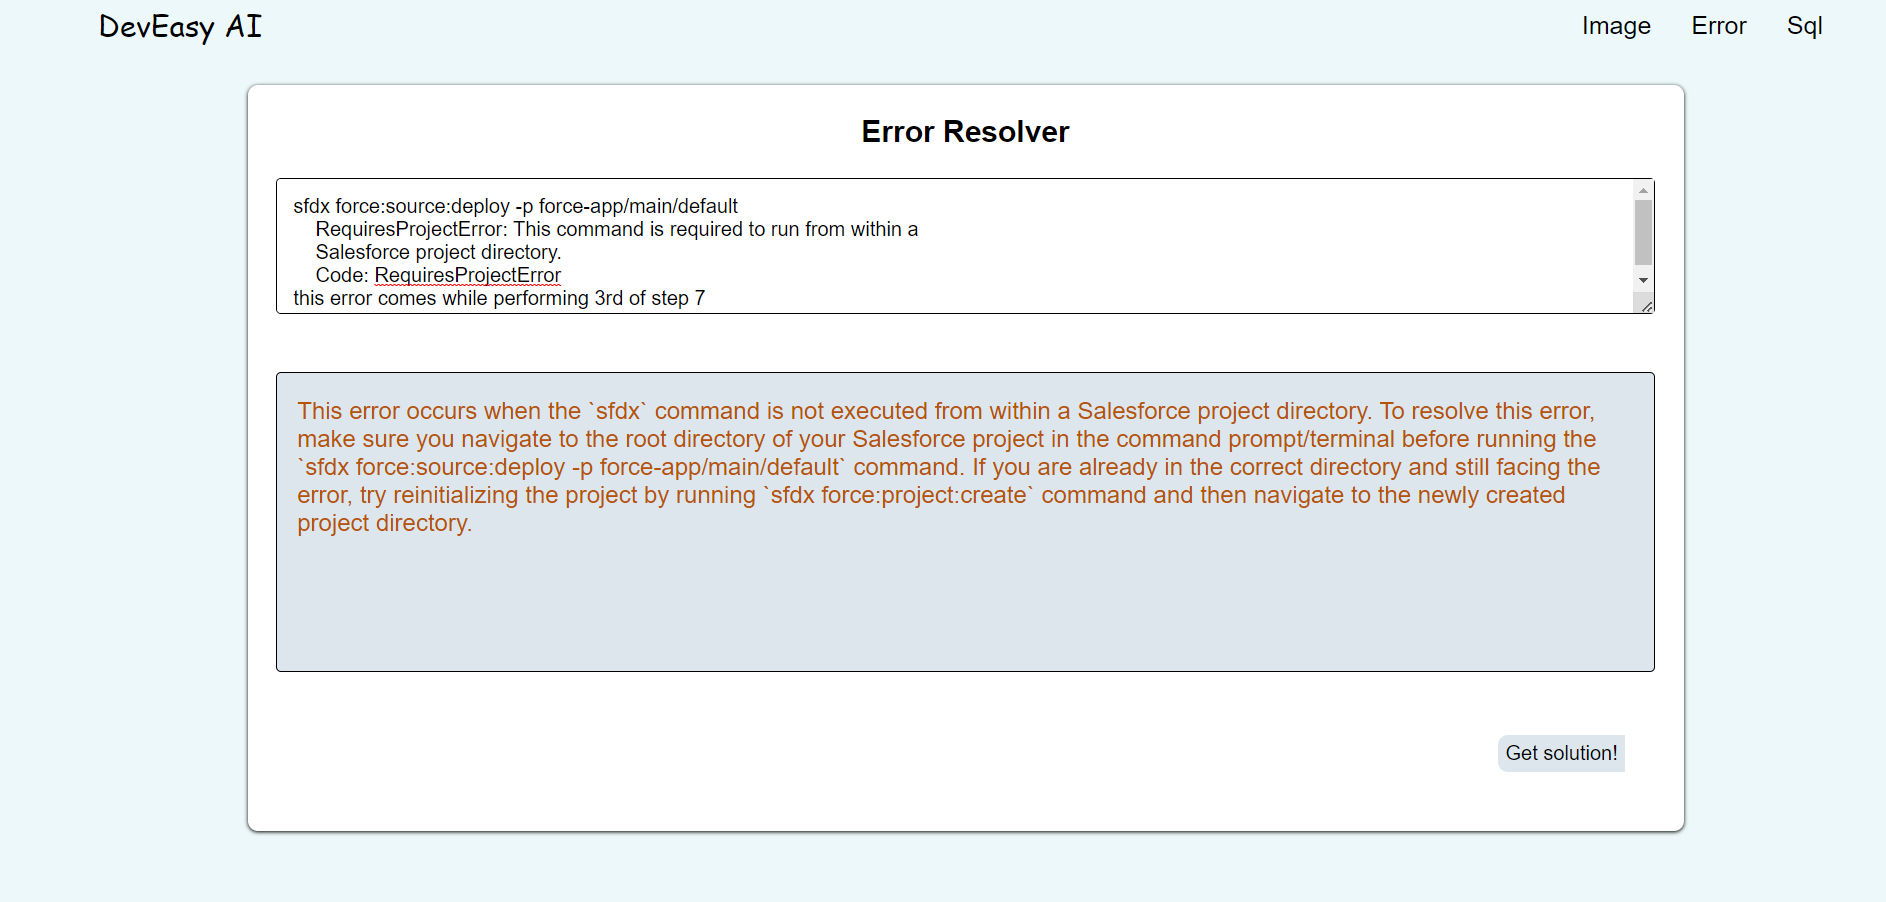 DevEasy AI
Image Error Sql
Error Resolver
sfdx force:source:deploy -p force-app/main/default
RequiresProjectError: This command is required to run from within a
Salesforce project directory.
Code: RequiresProjectError
this error comes while performing 3rd of step 7
This error occurs when the `sfdx` command is not executed from within a Salesforce project directory. To resolve this error,
make sure you navigate to the root directory of your Salesforce project in the command prompt/terminal before running the
`sfdx force:source:deploy -p force-app/main/default` command. If you are already in the correct directory and still facing the
error, try reinitializing the project by running `sfdx force:project:create` command and then navigate to the newly created
project directory.
Get solution!